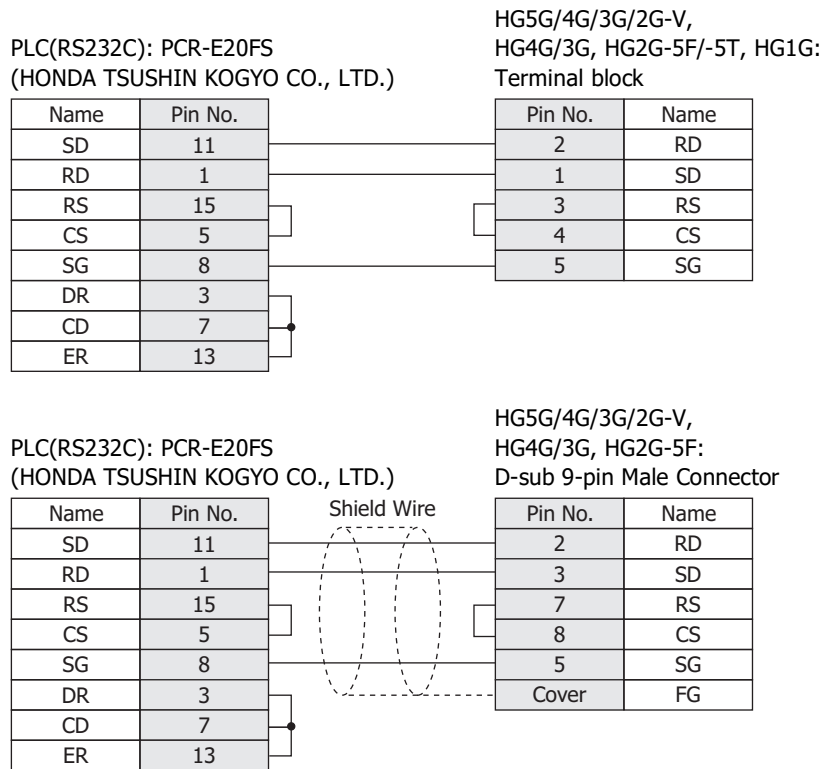 HG5G/4G/3G/2G-V,
PLC(RS232C): PCR-E20FS HG4G/3G, HG2G-5F/-5T, HG1G:
(HONDA TSUSHIN KOGYO CO., LTD.) Terminal block
Name Pin No. Pin No. Name
SD 11 2 RD
RD 1 1 SD
RS 15 3 RS
CS 5 4 CS
SG 8 5 SG
DR 3
CD 7
ER 13
HG5G/4G/3G/2G-V,
PLC(RS232C): PCR-E20FS HG4G/3G, HG2G-5F:
(HONDA TSUSHIN KOGYO CO., LTD.) D-sub 9-pin Male Connector
Name Pin No. Shield Wire Pin No. Name
SD 11 2 RD
RD 1 3 SD
RS 15 7 RS
CS 5 8 CS
SG 8 5 SG
DR 3 Cover FG
CD 7
ER 13